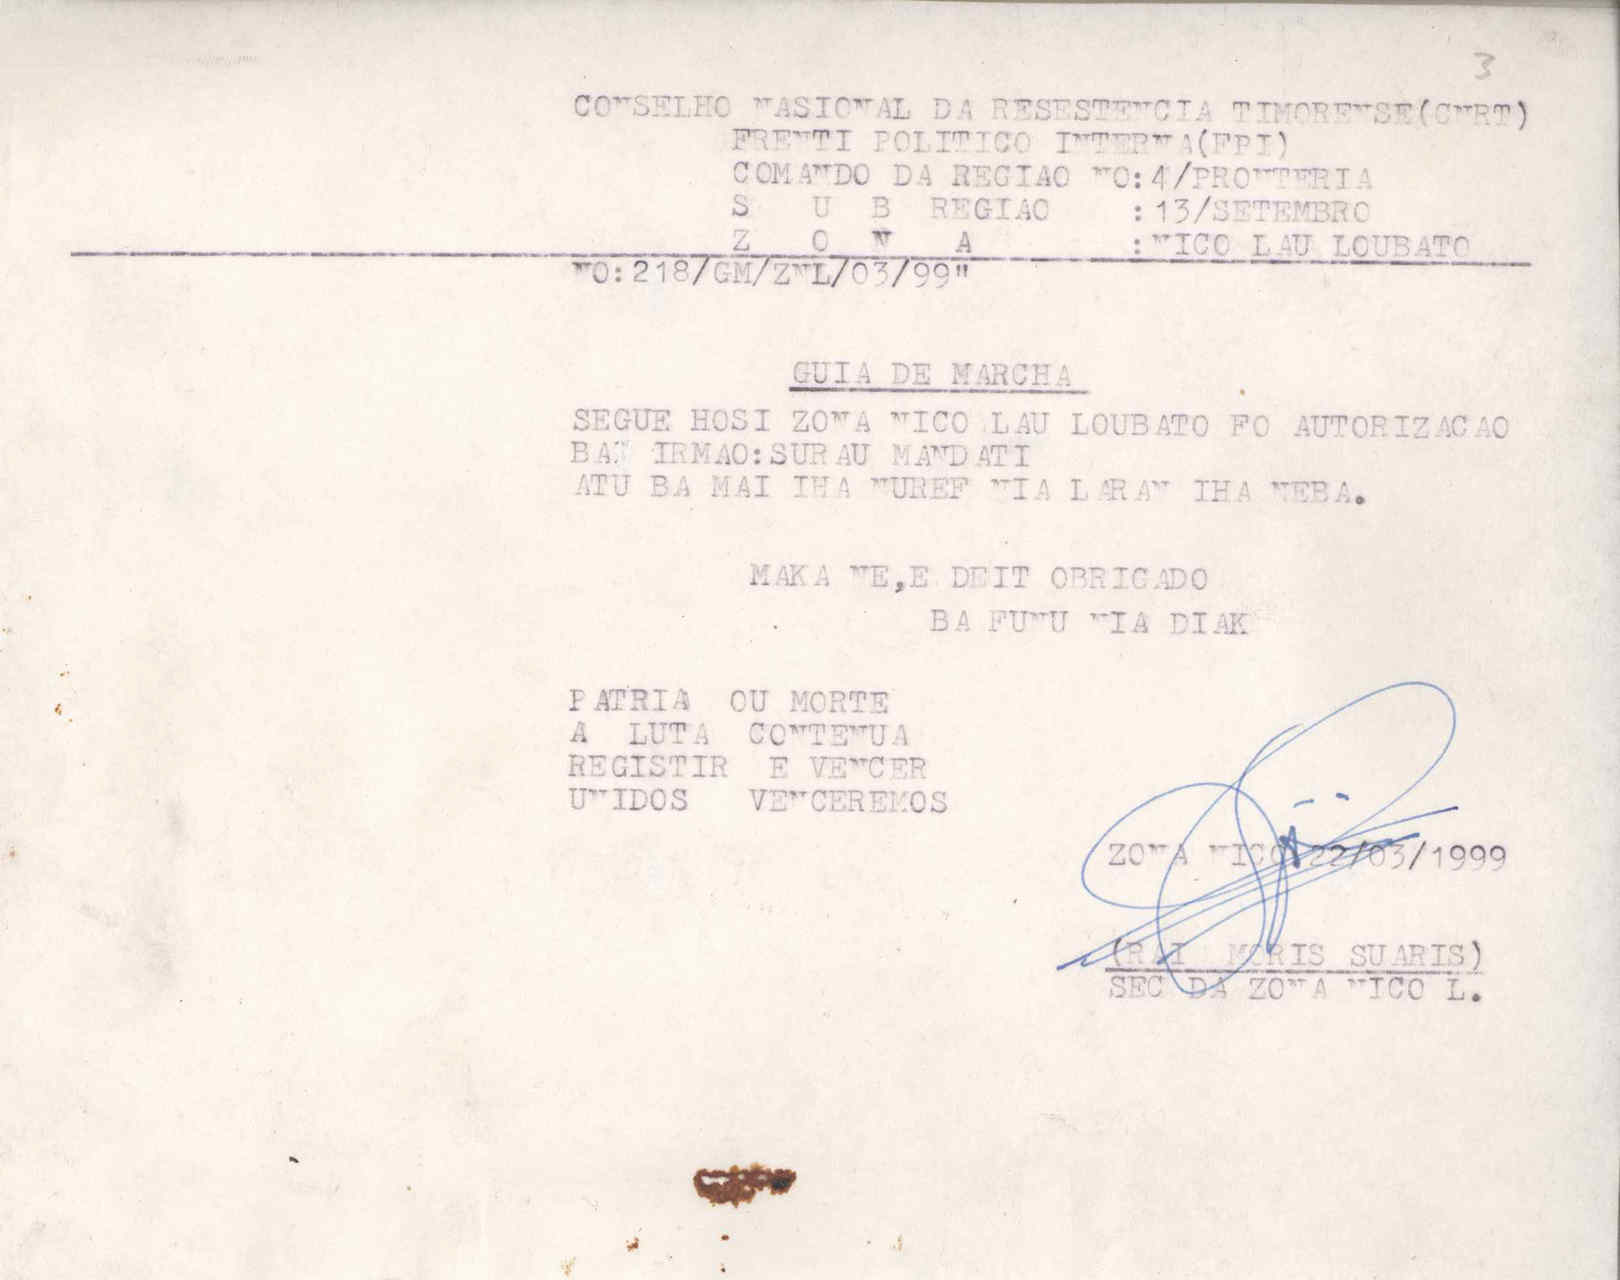 3
CONSELHO NASIONAL DA RESESTENCIA TIMORENSE(CNRT)
FRENTI POLITICO INTERNA(FPI)
COMANDO DA REGIAO NO:4/PRONTERIA
S U B REGIAO :13/SETEMBRO
Z O N A :NICO LAU LOUBATO
NO:218/GM/ZNL/03/99"
GUIA DE MARCHA
SEGUE HOSI ZONA NICO LAU LOUBATO FO AUTORIZACAO
BA IRMAO:SURAU MANDATI
ATU BA MAI IHA NUREF NIA LARAN IHA NEBA.
MAKA NE,E DEIT OBRIGADO
BA FUNU NIA DIAK
PATRIA OU MORTE
A LUTA CONTENUA
REGISTIR E VENCER
UNIDOS VENCEREMOS
ZONA NICO 22/03/1999
(RAI MORIS SUARIS)
SEC DA ZONA NICO L.